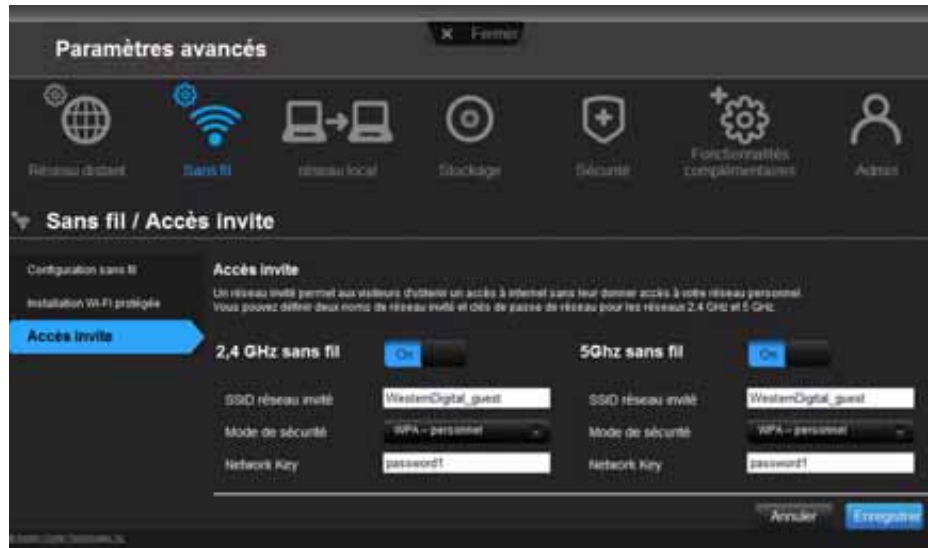 Paramètres avancés
× Fermer
Réseau distant
Sans fil
réseau local
Stockage
Sécurité
Fonctionnalités
complémentaires
Admin
Sans fil / Accès invite
Configuration sans fil
Installation Wi-Fi protégée
Accès invite
Accès invite
Un réseau invité permet aux visiteurs d'obtenir un accès à internet sans leur donner accès à votre réseau personnel.
Vous pouvez définir deux noms de réseau invité et clés de passe de réseau pour les réseaux 2,4 GHz et 5 GHz.
2,4 GHz sans fil
On
5Ghz sans fil
On
SSID réseau invité
WesternDigital_guest
SSID réseau invité
WesternDigital_guest
Mode de sécurité
WPA – personnel
Mode de sécurité
WPA – personnel
Network Key
password1
Network Key
password1
Annuler
Enregistrer